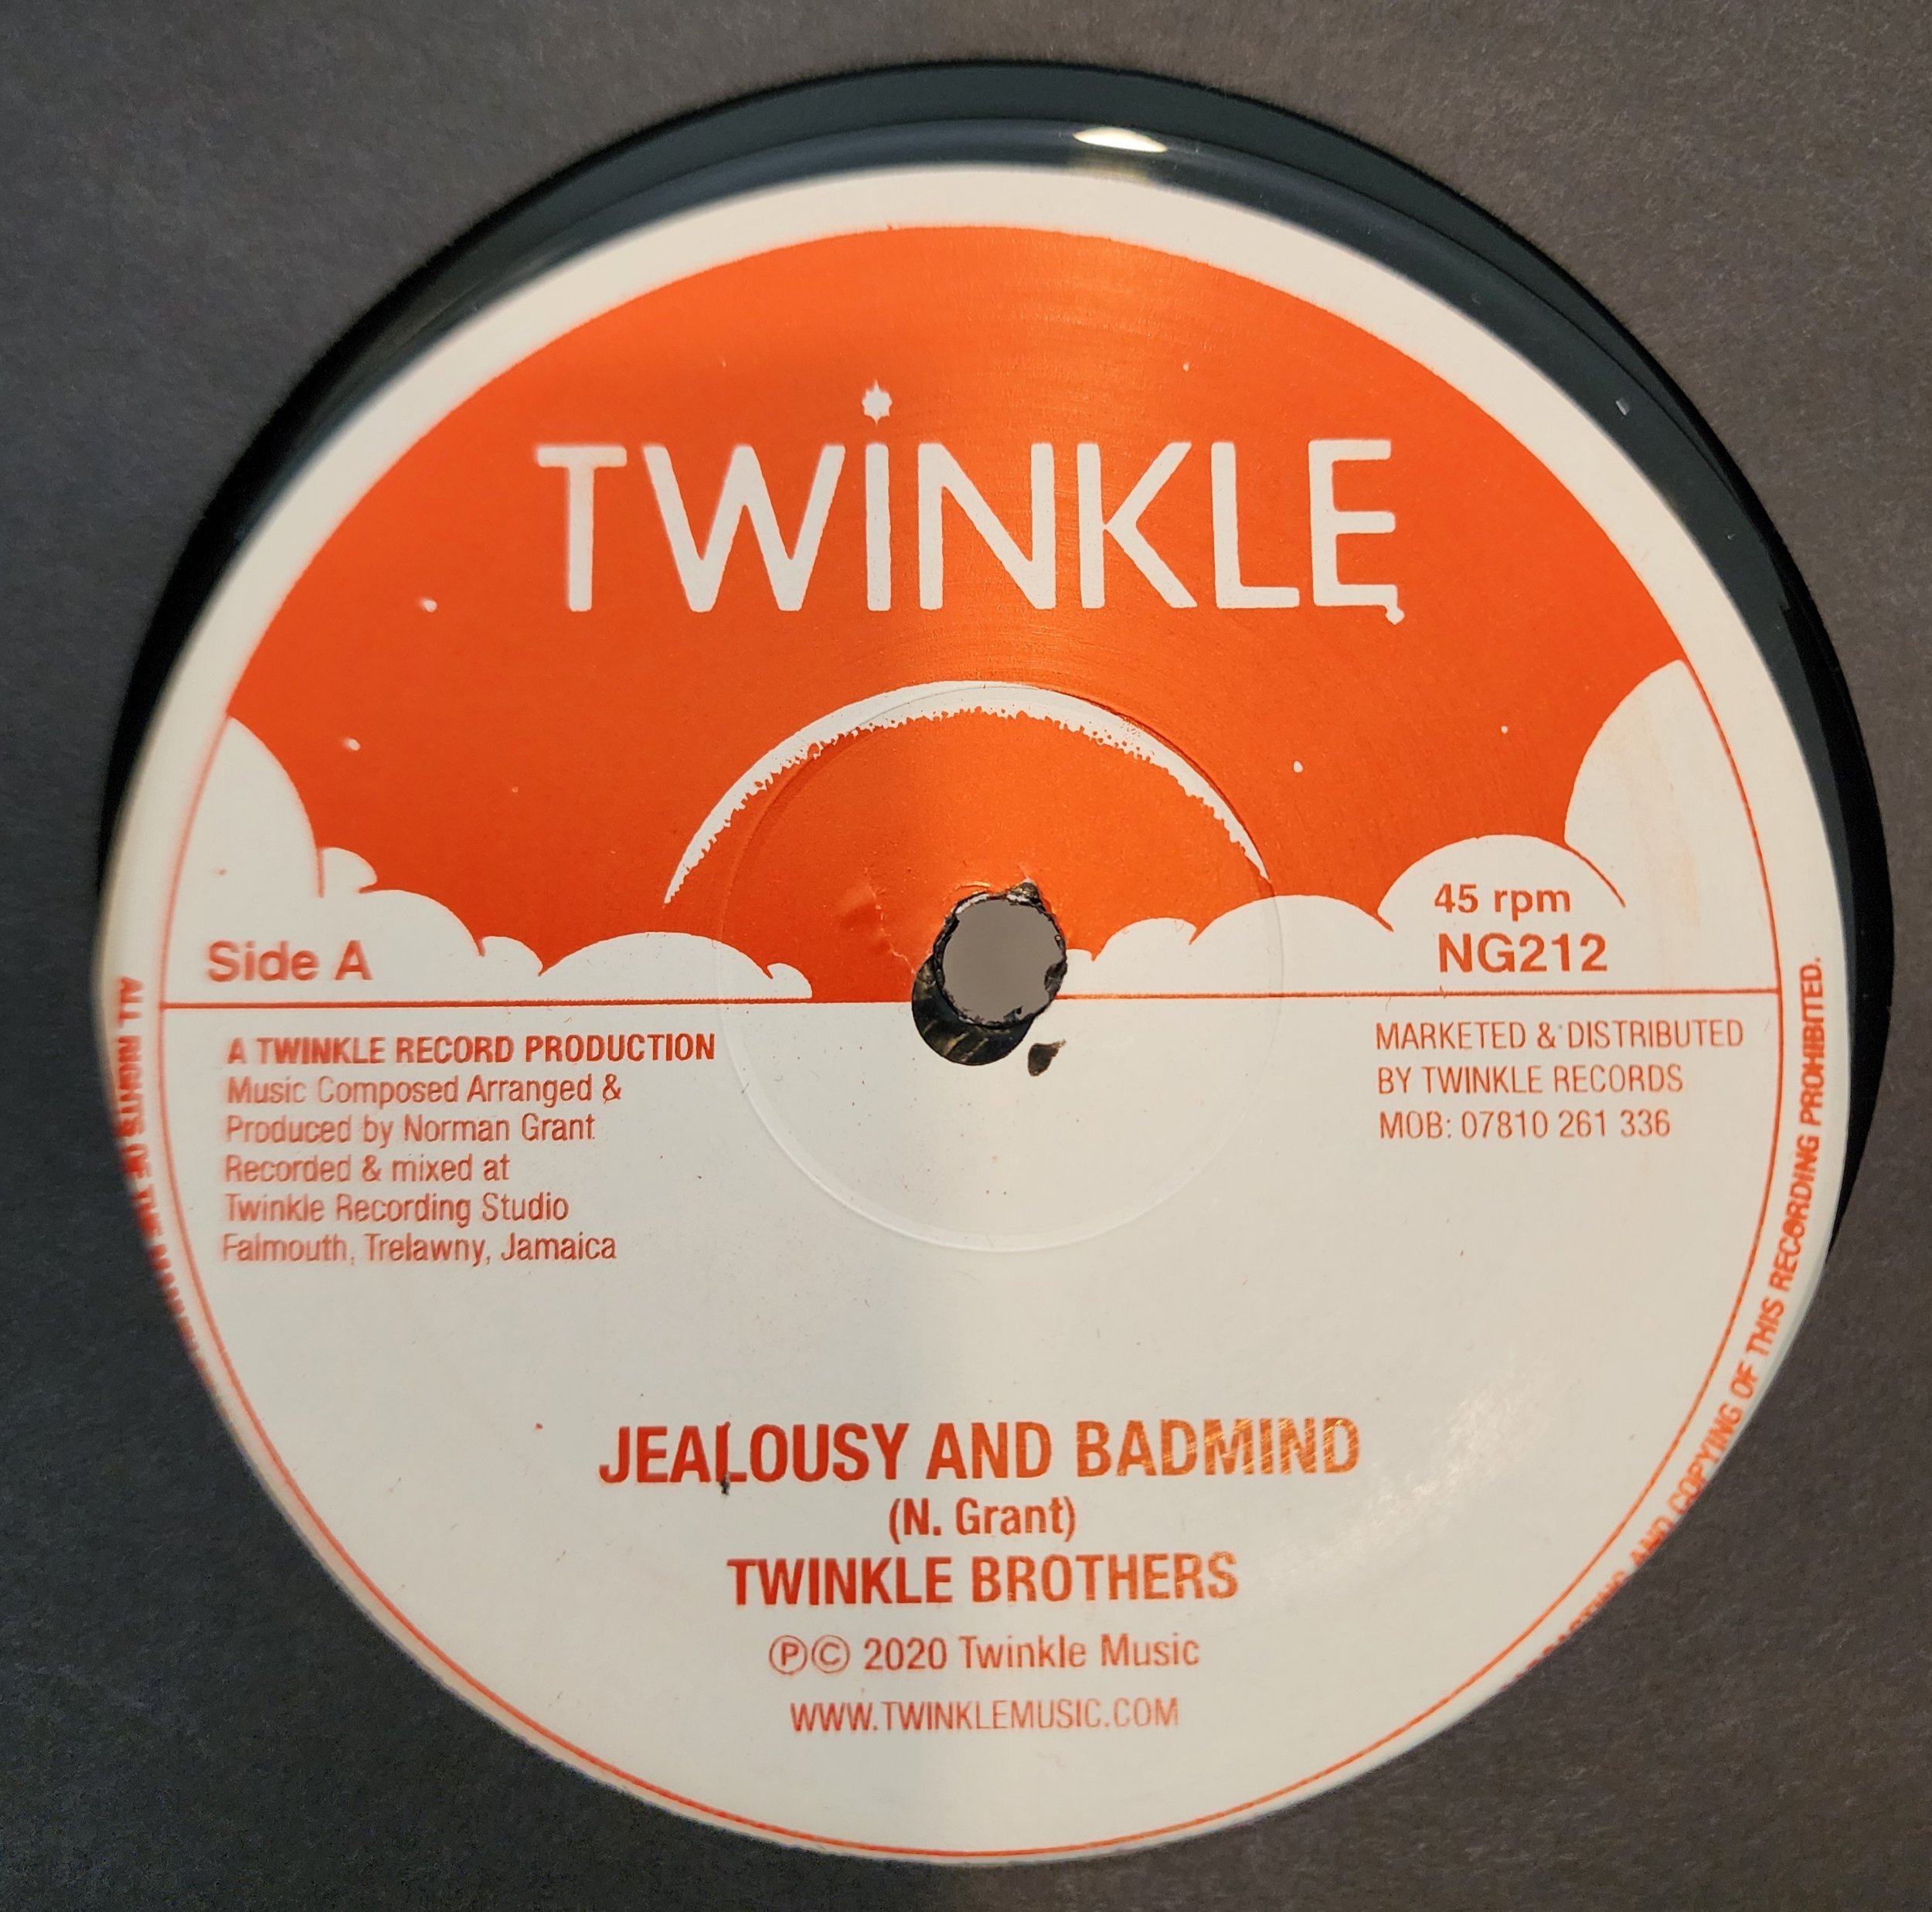 TWiNKLE
Side A
45 rpm
NG212
A TWINKLE RECORD PRODUCTION
Music Composed Arranged &
Produced by Norman Grant
Recorded & mixed at
Twinkle Recording Studio
Falmouth, Trelawny, Jamaica
MARKETED & DISTRIBUTED
BY TWINKLE RECORDS
MOB: 07810 261 336
JEALOUSY AND BADMIND
(N. Grant)
TWINKLE BROTHERS
Ⓟ© 2020 Twinkle Music
WWW.TWINKLEMUSIC.COM
ALL RIGHTS OF THE
AND COPYING OF THIS RECORDING PROHIBITED.